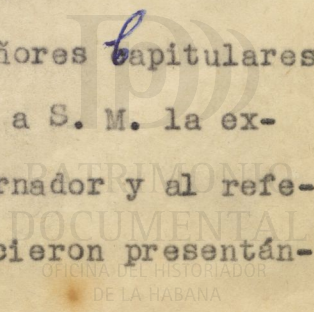 ñores Capitulares
a S. M. la ex-
rnador y al refe-
cieron presentán-
PATRIMONIO
DOCUMENTAL
OFICINA DEL HISTORIADOR
DE LA HABANA